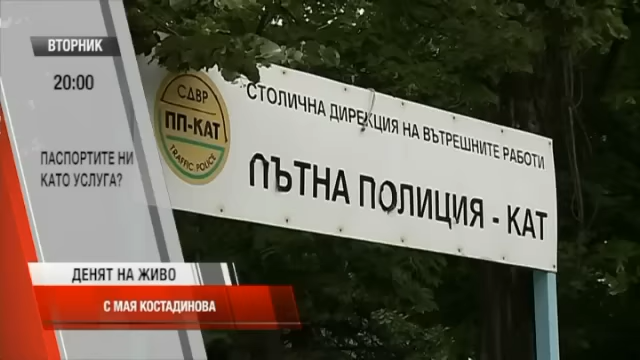 ВТОРНИК
20:00
ПАСПОРТИТЕ НИ
КАТО УСЛУГА?
ДЕНЯТ НА ЖИВО
С МАЯ КОСТАДИНОВА
СДВР
ПП-КАТ
TRAFFIC POLICE
СТОЛИЧНА ДИРЕКЦИЯ НА ВЪТРЕШНИТЕ РАБОТИ
ПЪТНА ПОЛИЦИЯ - КАТ